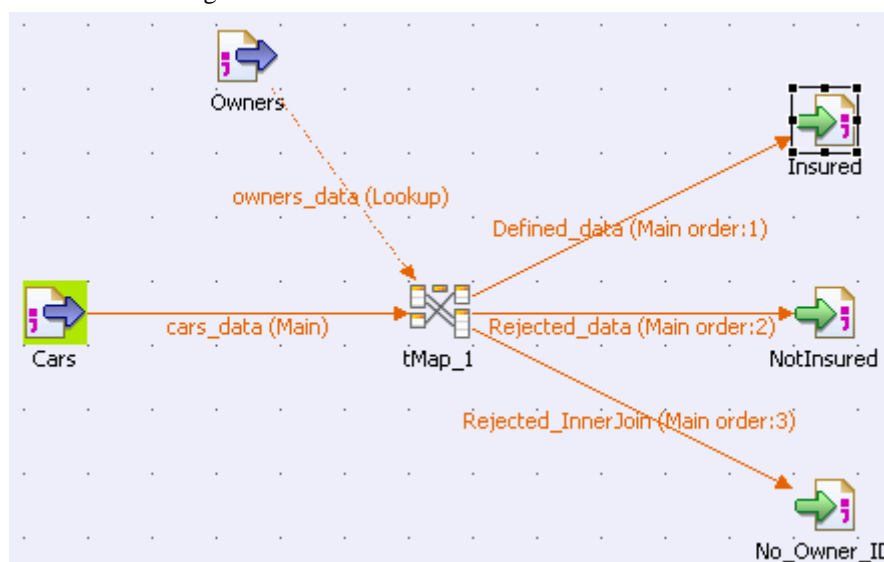 Owners
Insured
owners_data (Lookup)
Defined_data (Main order:1)
cars_data (Main)
Rejected_data (Main order:2)
Cars
tMap_1
NotInsured
Rejected_InnerJoin (Main order:3)
No_Owner_ID